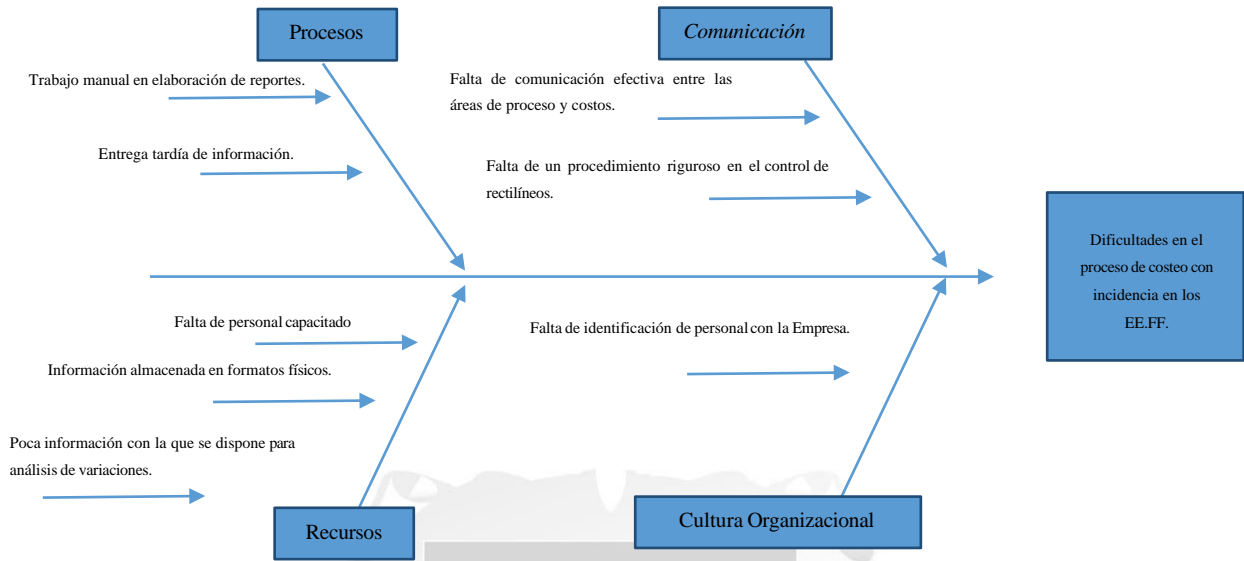 Procesos
Comunicación
Trabajo manual en elaboración de reportes.
Falta de comunicación efectiva entre las
áreas de proceso y costos.
Entrega tardía de información.
Falta de un procedimiento riguroso en el control de
rectilíneos.
Dificultades en el
proceso de costeo con
incidencia en los
EE.FF.
Falta de personal capacitado
Falta de identificación de personal con la Empresa.
Información almacenada en formatos físicos.
Poca información con la que se dispone para
análisis de variaciones.
Recursos
Cultura Organizacional